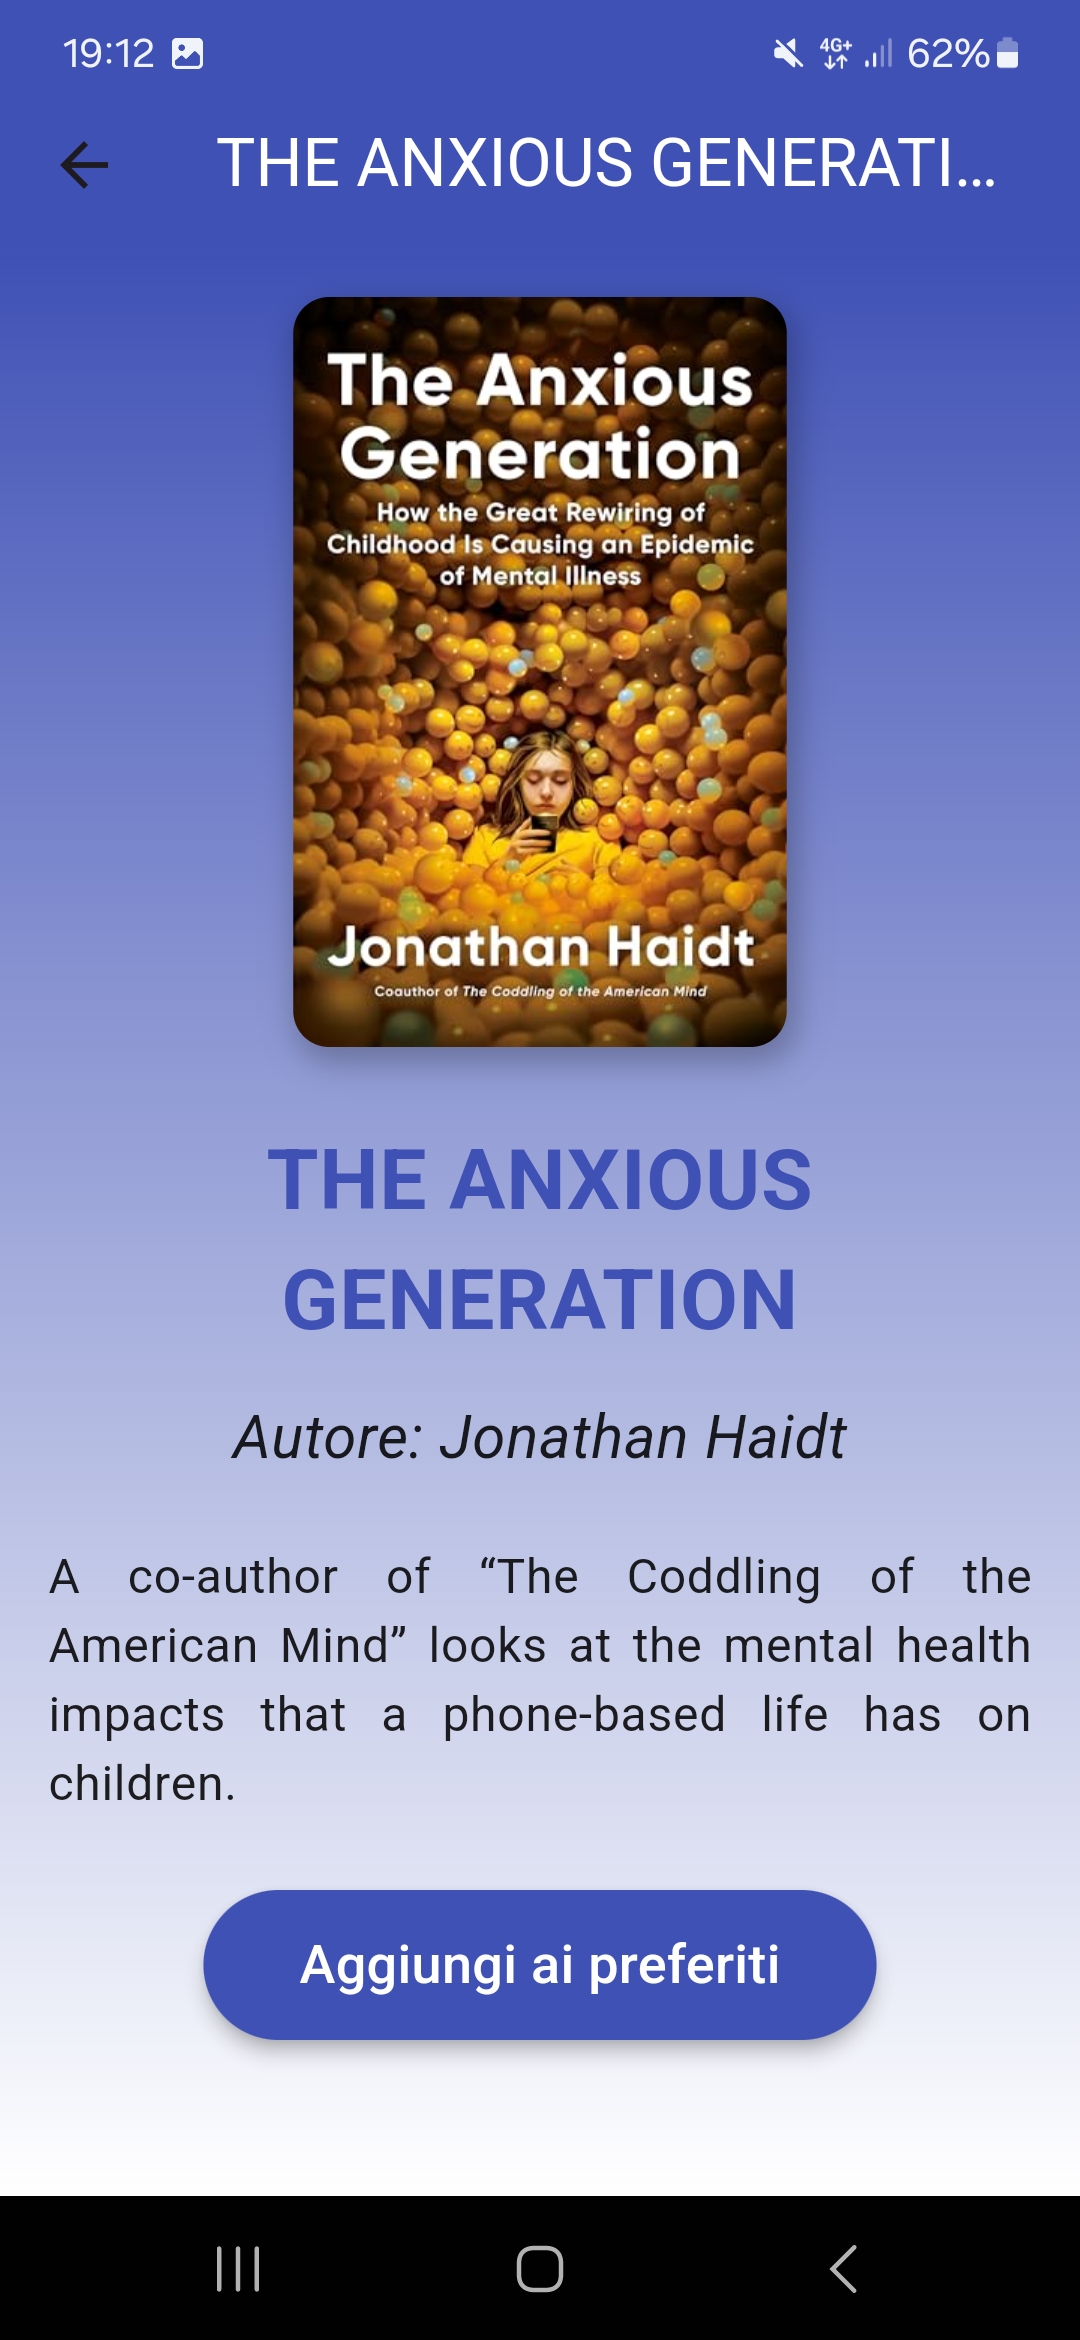 19:12
4G+
62%
THE ANXIOUS GENERATI...
The Anxious
Generation
How the Great Rewiring of
Childhood Is Causing an Epidemic
of Mental Illness
Jonathan Haidt
Coauthor of The Coddling of the American Mind
THE ANXIOUS
GENERATION
Autore: Jonathan Haidt
A co-author of “The Coddling of the
American Mind” looks at the mental health
impacts that a phone-based life has on
children.
Aggiungi ai preferiti